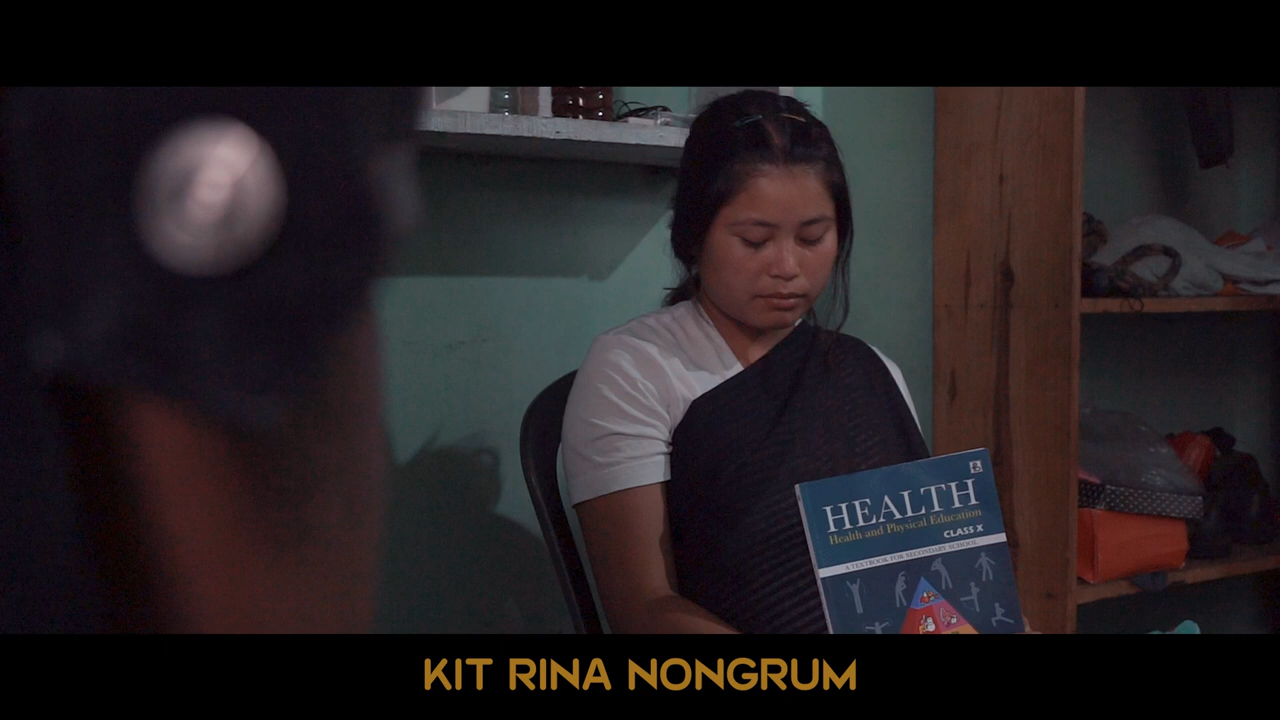 HEALTH
Health and Physical Education
CLASS X
A TEXTBOOK FOR SECONDARY SCHOOL
KIT RINA NONGRUM